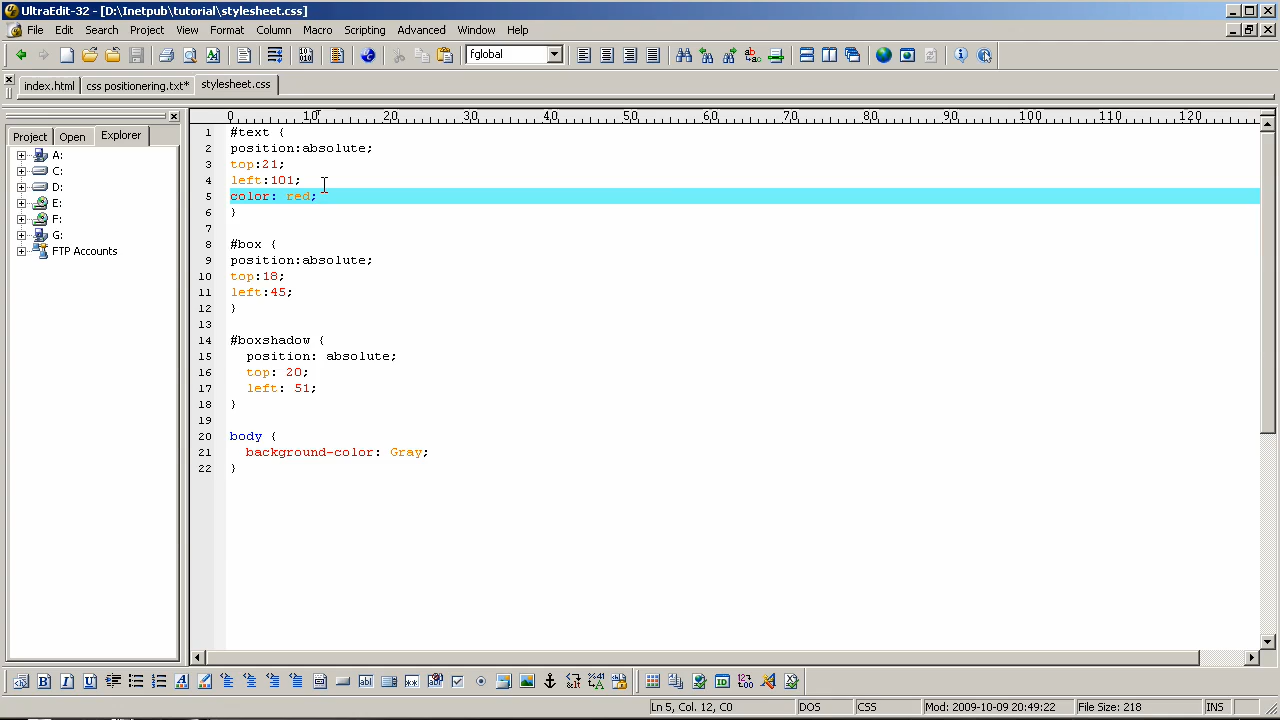 UltraEdit-32 - [D:\Inetpub\tutorial\stylesheet.css]
File Edit Search Project View Format Column Macro Scripting Advanced Window Help
fglobal
index.html css positionering.txt* stylesheet.css
Project Open Explorer
A:
C:
D:
E:
F:
G:
FTP Accounts
0 10 20 30 40 50 60 70 80 90 100 110 120
1 #text {
2 position:absolute;
3 top:21;
4 left:101;
5 color: red;
6 }
7
8 #box {
9 position:absolute;
10 top:18;
11 left:45;
12 }
13
14 #boxshadow {
15 position: absolute;
16 top: 20;
17 left: 51;
18 }
19
20 body {
21 background-color: Gray;
22 }
Ln 5, Col. 12, C0 DOS CSS Mod: 2009-10-09 20:49:22 File Size: 218 INS